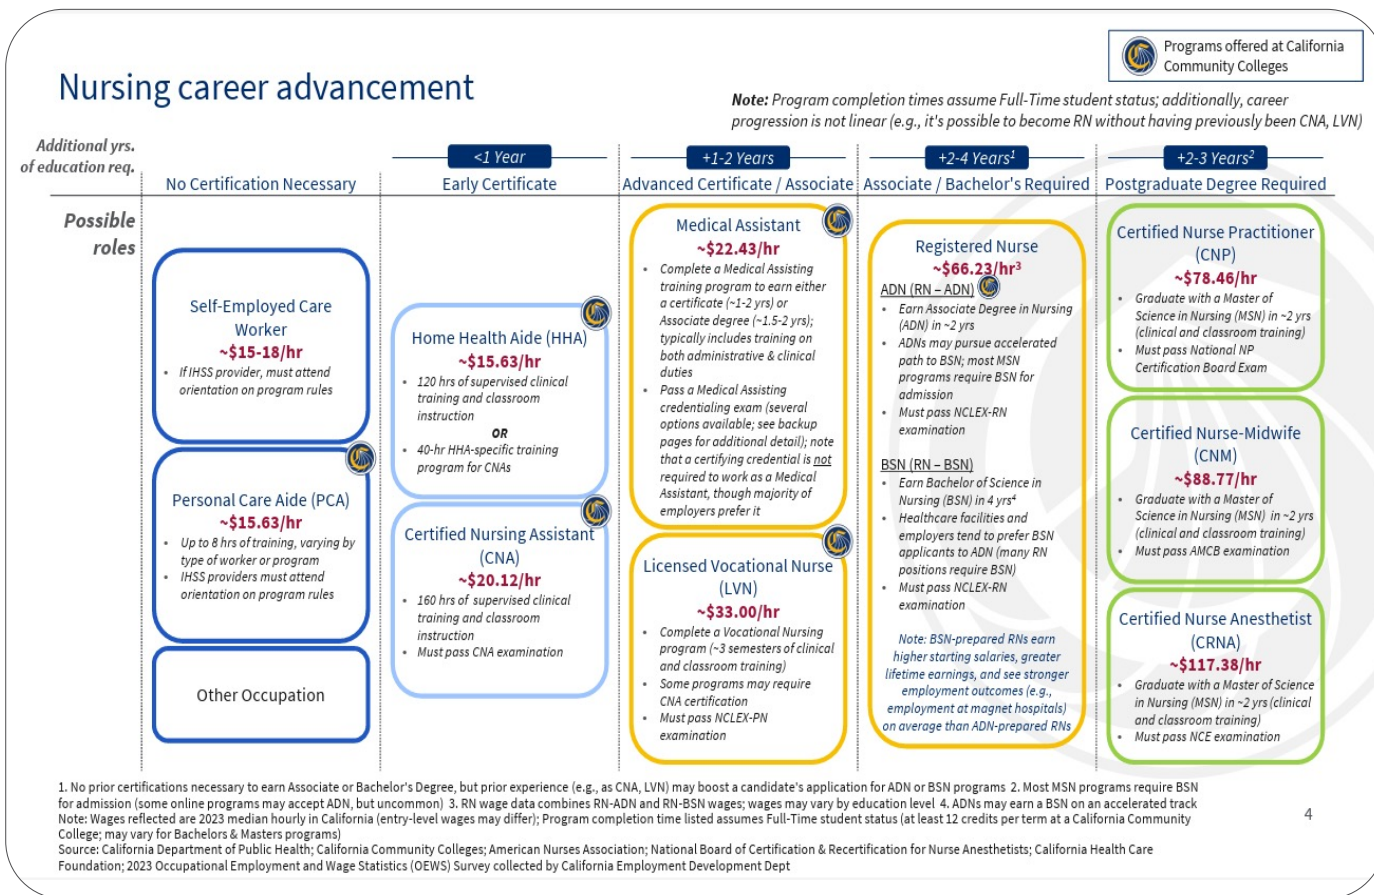 Programs offered at California
Community Colleges
Nursing career advancement
Note: Program completion times assume Full-Time student status; additionally, career
progression is not linear (e.g., it's possible to become RN without having previously been CNA, LVN)
Additional yrs.
of education req.
No Certification Necessary
<1 Year
Early Certificate
+1-2 Years
Advanced Certificate / Associate
+2-4 Years¹
Associate / Bachelor's Required
+2-3 Years²
Postgraduate Degree Required
Possible
roles
Self-Employed Care
Worker
~$15-18/hr
• If IHSS provider, must attend
orientation on program rules
Personal Care Aide (PCA)
~$15.63/hr
• Up to 8 hrs of training, varying by
type of worker or program
• IHSS providers must attend
orientation on program rules
Other Occupation
Home Health Aide (HHA)
~$15.63/hr
• 120 hrs of supervised clinical
training and classroom
instruction
OR
• 40-hr HHA-specific training
program for CNAs
Certified Nursing Assistant
(CNA)
~$20.12/hr
• 160 hrs of supervised clinical
training and classroom
instruction
• Must pass CNA examination
Medical Assistant
~$22.43/hr
• Complete a Medical Assisting
training program to earn either
a certificate (~1-2 yrs) or
Associate degree (~1.5-2 yrs);
typically includes training on
both administrative & clinical
duties
• Pass a Medical Assisting
credentialing exam (several
options available; see backup
pages for additional detail); note
that a certifying credential is not
required to work as a Medical
Assistant, though majority of
employers prefer it
Licensed Vocational Nurse
(LVN)
~$33.00/hr
• Complete a Vocational Nursing
program (~3 semesters of clinical
and classroom training)
• Some programs may require
CNA certification
• Must pass NCLEX-PN
examination
Registered Nurse
~$66.23/hr³
ADN (RN – ADN)
• Earn Associate Degree in Nursing
(ADN) in ~2 yrs
• ADNs may pursue accelerated
path to BSN; most MSN
programs require BSN for
admission
• Must pass NCLEX-RN
examination
BSN (RN – BSN)
• Earn Bachelor of Science in
Nursing (BSN) in 4 yrs⁴
• Healthcare facilities and
employers tend to prefer BSN
applicants to ADN (many RN
positions require BSN)
• Must pass NCLEX-RN
examination
Note: BSN-prepared RNs earn
higher starting salaries, greater
lifetime earnings, and see stronger
employment outcomes (e.g.,
employment at magnet hospitals)
on average than ADN-prepared RNs
Certified Nurse Practitioner
(CNP)
~$78.46/hr
• Graduate with a Master of
Science in Nursing (MSN) in ~2 yrs
(clinical and classroom training)
• Must pass National NP
Certification Board Exam
Certified Nurse-Midwife
(CNM)
~$88.77/hr
• Graduate with a Master of
Science in Nursing (MSN) in ~2 yrs
(clinical and classroom training)
• Must pass AMCB examination
Certified Nurse Anesthetist
(CRNA)
~$117.38/hr
• Graduate with a Master of Science
in Nursing (MSN) in ~2 yrs (clinical
and classroom training)
• Must pass NCE examination
1. No prior certifications necessary to earn Associate or Bachelor's Degree, but prior experience (e.g., as CNA, LVN) may boost a candidate's application for ADN or BSN programs 2. Most MSN programs require BSN
for admission (some online programs may accept ADN, but uncommon) 3. RN wage data combines RN-ADN and RN-BSN wages; wages may vary by education level 4. ADNs may earn a BSN on an accelerated track
Note: Wages reflected are 2023 median hourly in California (entry-level wages may differ); Program completion time listed assumes Full-Time student status (at least 12 credits per term at a California Community
College; may vary for Bachelors & Masters programs)
Source: California Department of Public Health; California Community Colleges; American Nurses Association; National Board of Certification & Recertification for Nurse Anesthetists; California Health Care
Foundation; 2023 Occupational Employment and Wage Statistics (OEWS) Survey collected by California Employment Development Dept
4